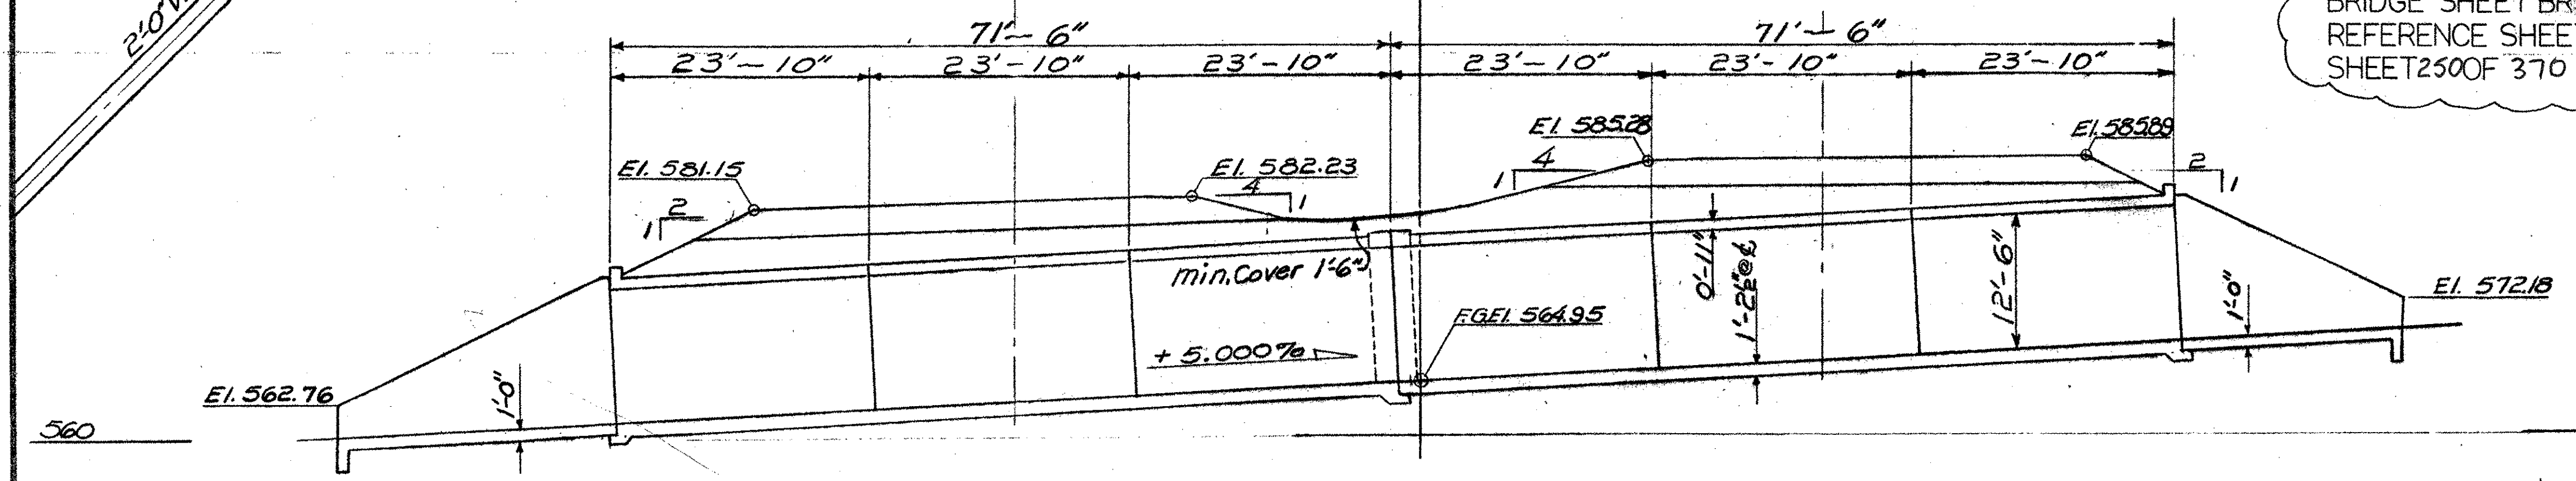 2'-0"
BRIDGE SHEET BR
REFERENCE SHEE
SHEET 250 OF 370
71'-6"
71'-6"
23'-10"
23'-10"
23'-10"
23'-10"
23'-10"
23'-10"
El. 585.28
El. 585.89
El. 581.15
El. 582.23
4
1
4
1
2
1
2
1
min. Cover 1'-6"
0'-11"
1'-2½"@℄
12'-6"
1'-0"
El. 572.18
F.G. El. 564.95
+ 5.000%
El. 562.76
1'-0"
560